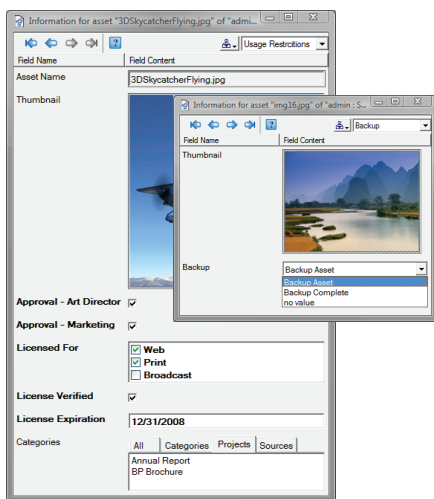 Information for asset "3DSkycatcherFlying.jpg" of "admi...
Usage Restrcitions
Field Name Field Content
Asset Name 3DSkycatcherFlying.jpg
Thumbnail
Approval - Art Director
Approval - Marketing
Licensed For Web
Print
Broadcast
License Verified
License Expiration 12/31/2008
Categories All Categories Projects Sources
Annual Report
BP Brochure
Information for asset "img16.jpg" of "admin : S...
Backup
Field Name Field Content
Thumbnail
Backup Backup Asset
Backup Asset
Backup Complete
no value